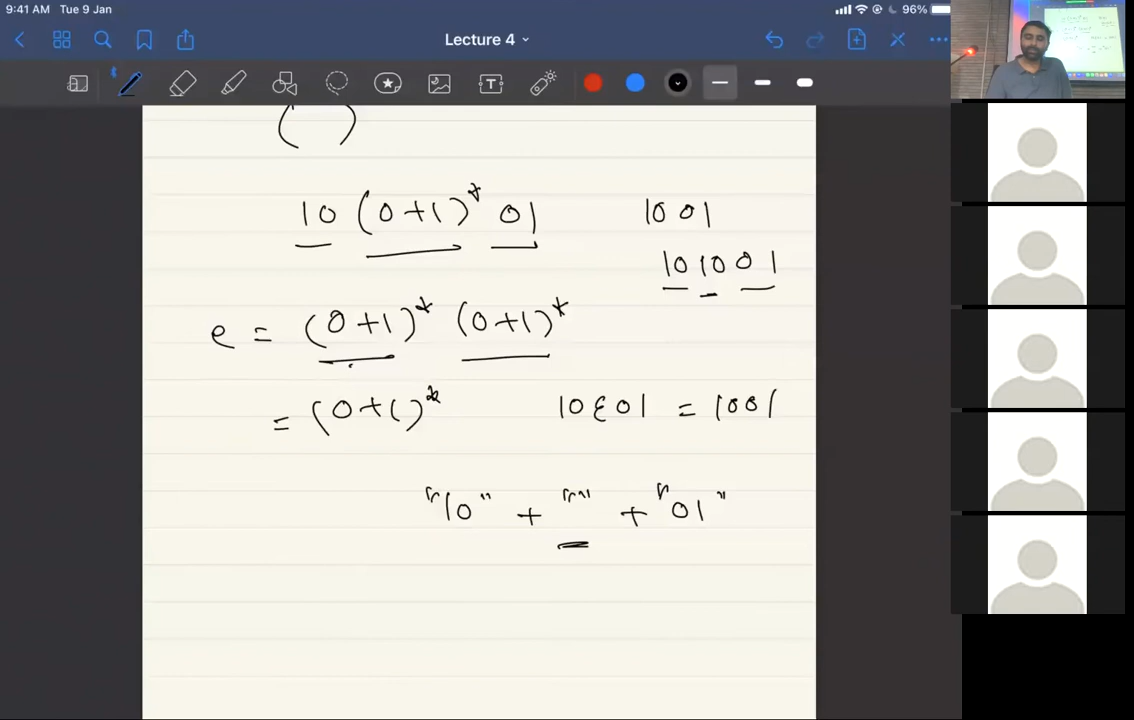 9:41 AM Tue 9 Jan
96%
Lecture 4
T
( )
10 (0+1)* 01
1001
101001
e = (0+1)* (0+1)*
= (0+1)*
10ε01 = 1001
"10" + "" + "01"